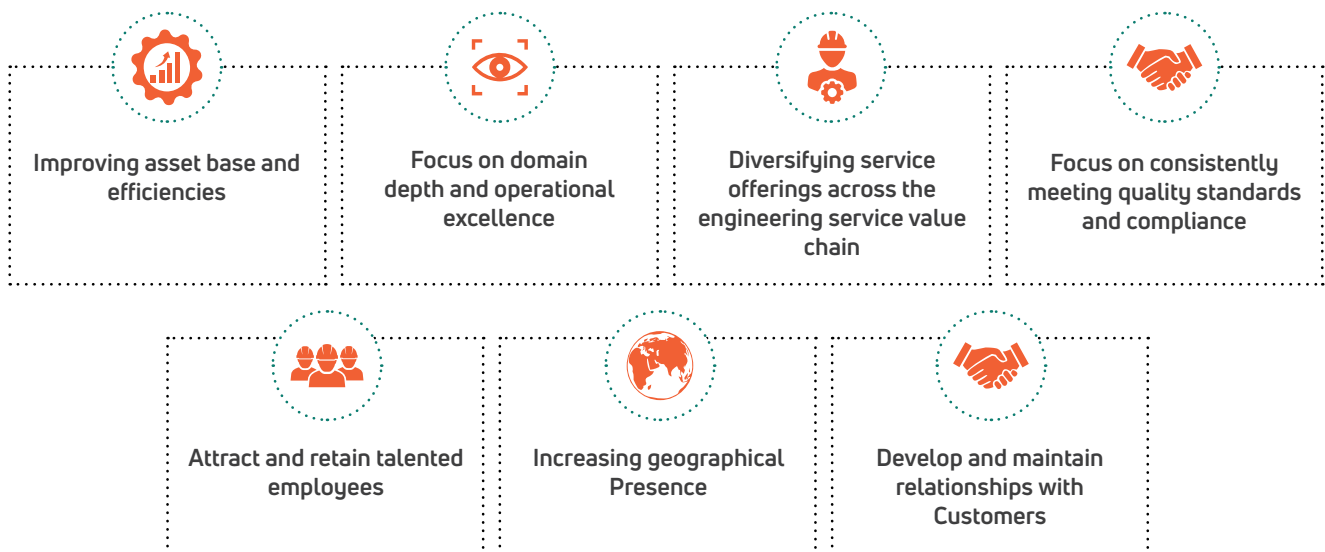 Improving asset base and
efficiencies
Focus on domain
depth and operational
excellence
Diversifying service
offerings across the
engineering service value
chain
Focus on consistently
meeting quality standards
and compliance
Attract and retain talented
employees
Increasing geographical
Presence
Develop and maintain
relationships with
Customers